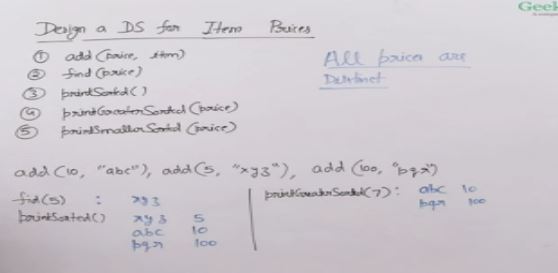 Geek
Design a DS for Item Prices
① add (price, item)
② find (price)
③ printSorted ( )
④ printGreaterSorted (price)
⑤ printSmallerSorted (price)
All prices are
Distinct
add (10, "abc"), add (5, "xyz"), add (100, "pqr")
fid (5) : xyz
printSorted ( ) xyz 5
abc 10
pqr 100
printGreaterSorted (7) : abc 10
pqr 100